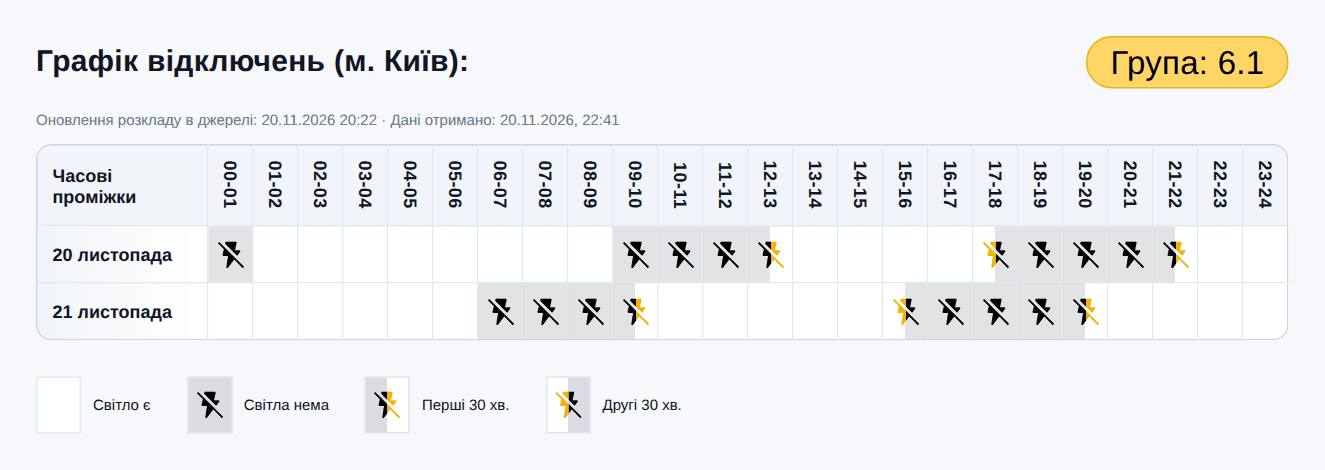 Графік відключень (м. Київ):
Група: 6.1
Оновлення розкладу в джерелі: 20.11.2026 20:22 · Дані отримано: 20.11.2026, 22:41
Часові
проміжки
00-01 01-02 02-03 03-04 04-05 05-06 06-07 07-08 08-09 09-10 10-11 11-12 12-13 13-14 14-15 15-16 16-17 17-18 18-19 19-20 20-21 21-22 22-23 23-24
20 листопада
21 листопада
Світло є Світла нема Перші 30 хв. Другі 30 хв.